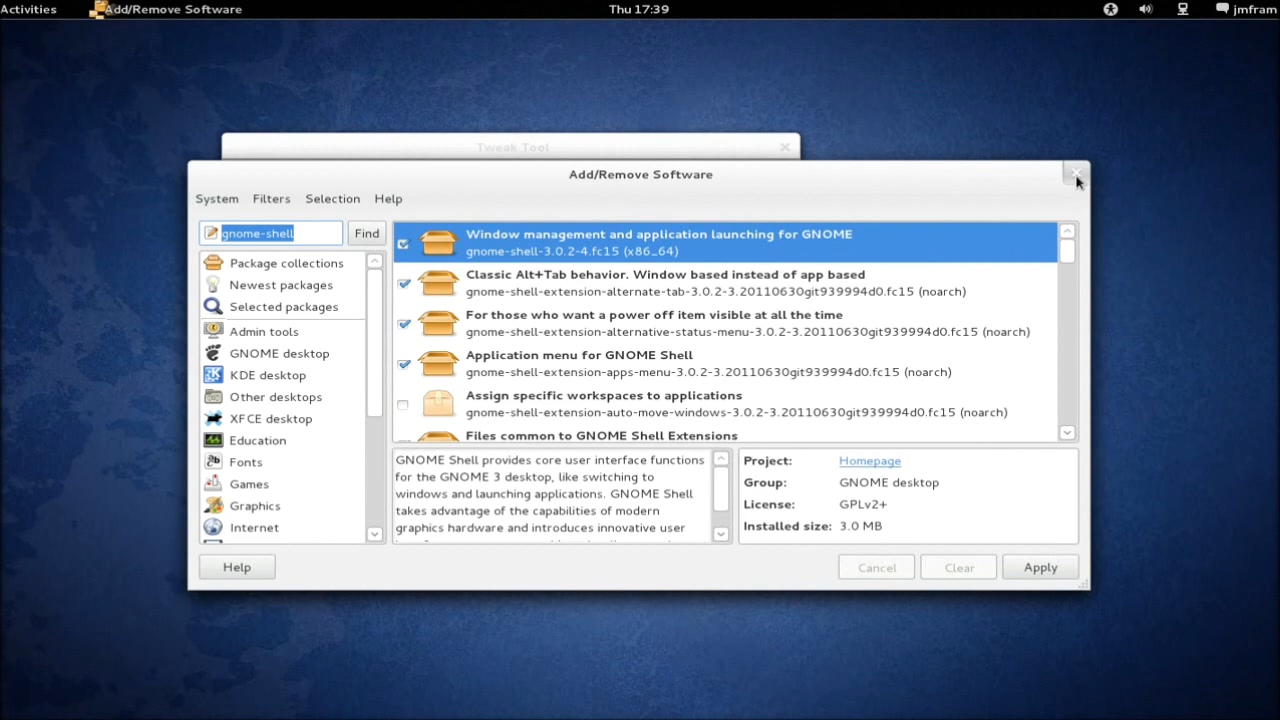 Activities
Add/Remove Software
Thu 17:39
jmfram
Tweak Tool
Add/Remove Software
System
Filters
Selection
Help
gnome-shell
Find
Package collections
Newest packages
Selected packages
Admin tools
GNOME desktop
KDE desktop
Other desktops
XFCE desktop
Education
Fonts
Games
Graphics
Internet
Window management and application launching for GNOME
gnome-shell-3.0.2-4.fc15 (x86_64)
Classic Alt+Tab behavior. Window based instead of app based
gnome-shell-extension-alternate-tab-3.0.2-3.20110630git939994d0.fc15 (noarch)
For those who want a power off item visible at all the time
gnome-shell-extension-alternative-status-menu-3.0.2-3.20110630git939994d0.fc15 (noarch)
Application menu for GNOME Shell
gnome-shell-extension-apps-menu-3.0.2-3.20110630git939994d0.fc15 (noarch)
Assign specific workspaces to applications
gnome-shell-extension-auto-move-windows-3.0.2-3.20110630git939994d0.fc15 (noarch)
Files common to GNOME Shell Extensions
GNOME Shell provides core user interface functions
for the GNOME 3 desktop, like switching to
windows and launching applications. GNOME Shell
takes advantage of the capabilities of modern
graphics hardware and introduces innovative user
Project: Homepage
Group: GNOME desktop
License: GPLv2+
Installed size: 3.0 MB
Help
Cancel
Clear
Apply